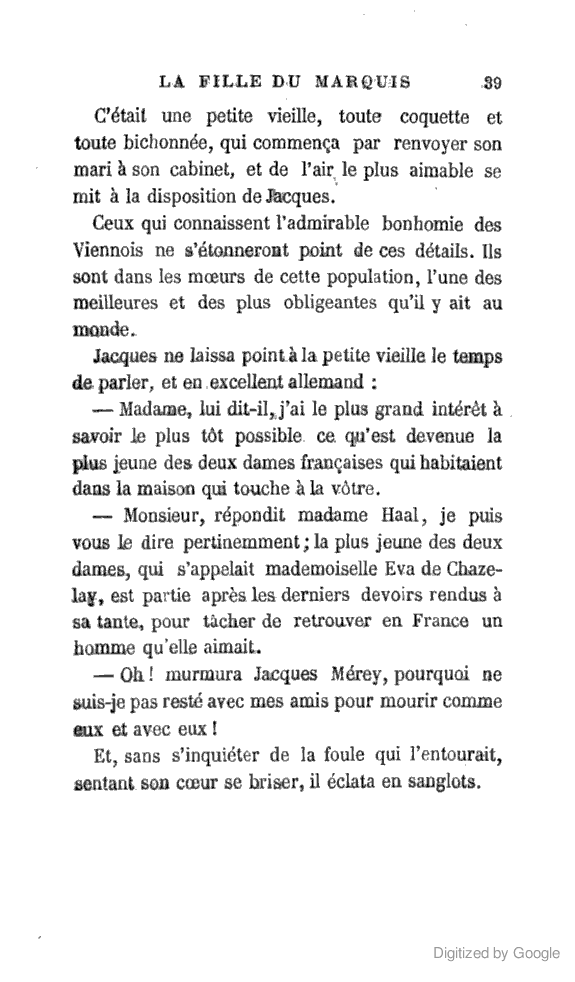 LA FILLE DU MARQUIS 39
C'était une petite vieille, toute coquette et
toute bichonnée, qui commença par renvoyer son
mari à son cabinet, et de l'air le plus aimable se
mit à la disposition de Jacques.
Ceux qui connaissent l'admirable bonhomie des
Viennois ne s'étonneront point de ces détails. Ils
sont dans les mœurs de cette population, l'une des
meilleures et des plus obligeantes qu'il y ait au
monde.
Jacques ne laissa point à la petite vieille le temps
de parler, et en excellent allemand :
— Madame, lui dit-il, j'ai le plus grand intérêt à
savoir le plus tôt possible ce qu'est devenue la
plus jeune des deux dames françaises qui habitaient
dans la maison qui touche à la vôtre.
— Monsieur, répondit madame Haal, je puis
vous le dire pertinemment ; la plus jeune des deux
dames, qui s'appelait mademoiselle Eva de Chaze-
lay, est partie après les derniers devoirs rendus à
sa tante, pour tâcher de retrouver en France un
homme qu'elle aimait.
— Oh ! murmura Jacques Mérey, pourquoi ne
suis-je pas resté avec mes amis pour mourir comme
eux et avec eux !
Et, sans s'inquiéter de la foule qui l'entourait,
sentant son cœur se briser, il éclata en sanglots.
Digitized by Google